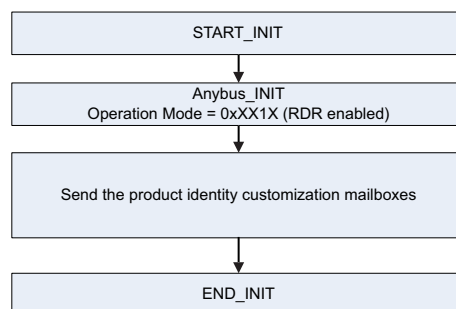 START_INIT
Anybus_INIT
Operation Mode = 0xXX1X (RDR enabled)
Send the product identity customization mailboxes
END_INIT